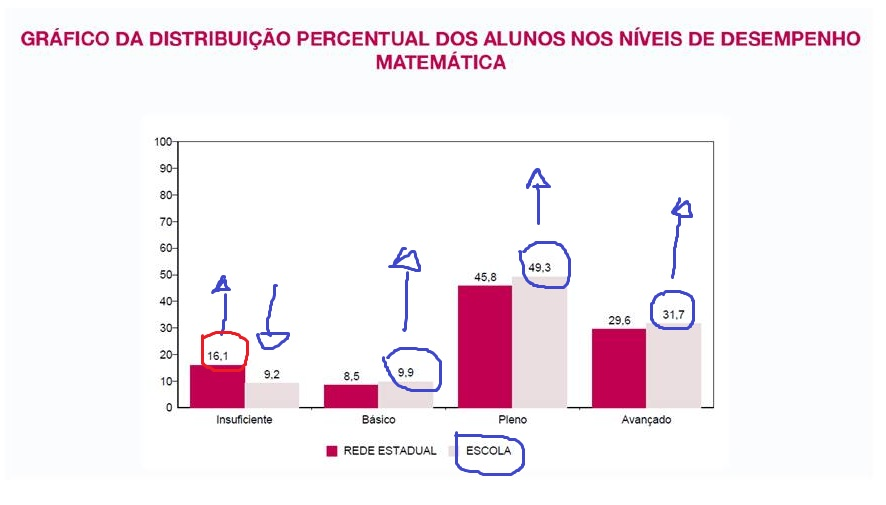 GRÁFICO DA DISTRIBUIÇÃO PERCENTUAL DOS ALUNOS NOS NÍVEIS DE DESEMPENHO
MATEMÁTICA
100
90
80
70
60
50
40
30
20
10
0
16,1
9,2
8,5
9,9
45,8
49,3
29,6
31,7
Insuficiente
Básico
Pleno
Avançado
REDE ESTADUAL
ESCOLA